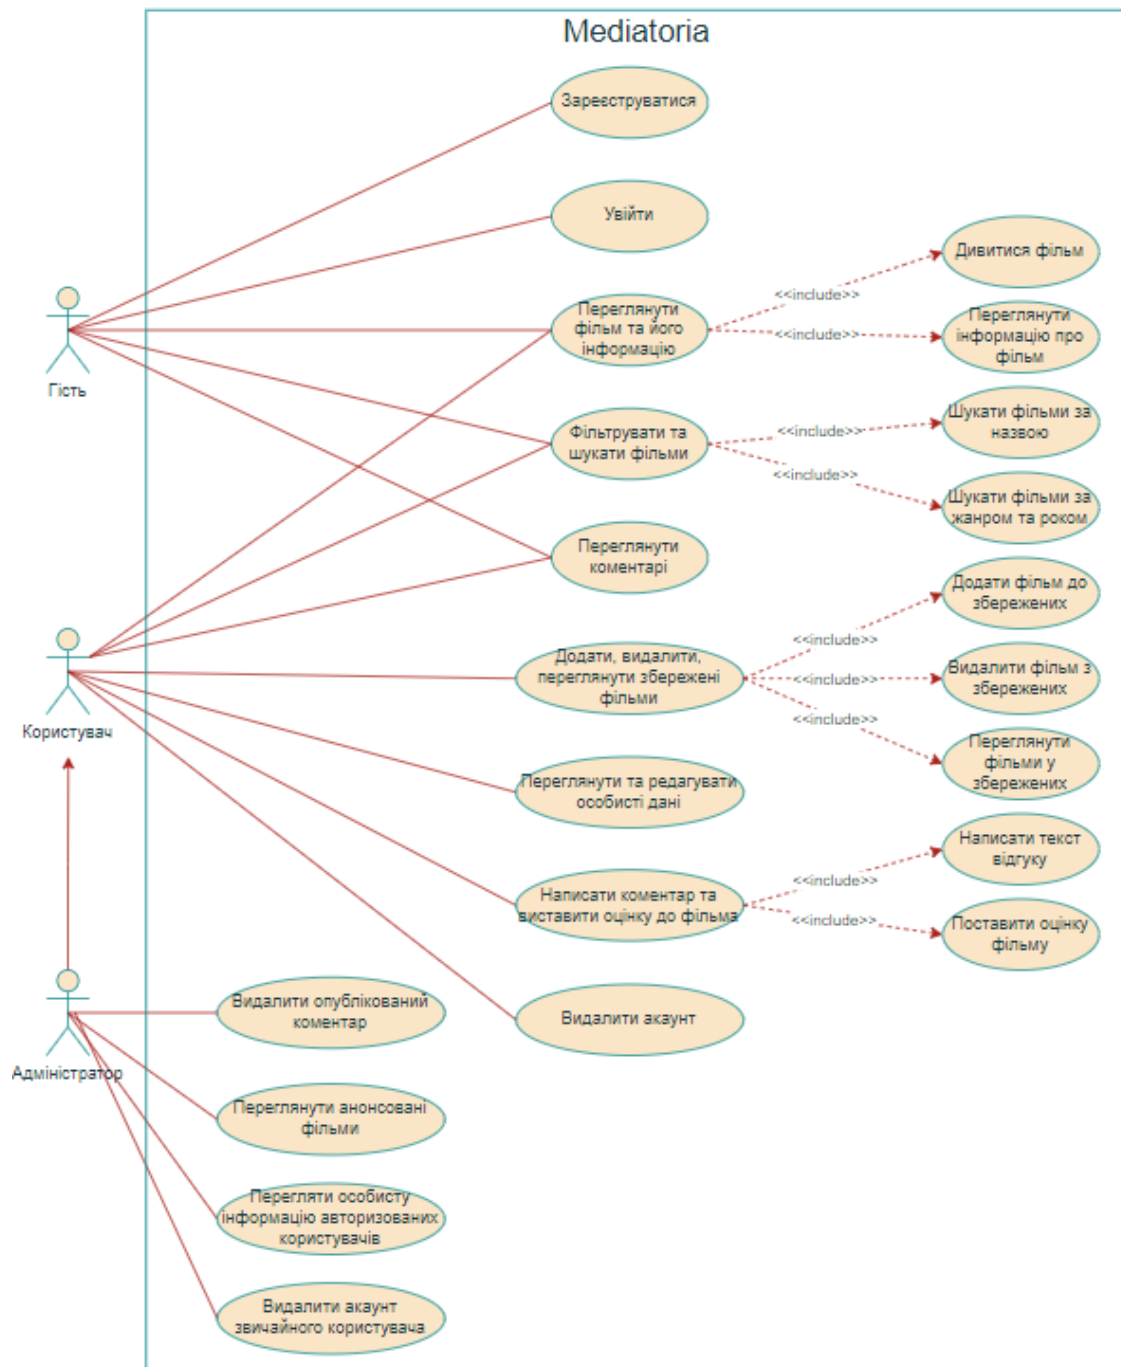 Mediatoria
Зареєструватися
Увійти
Дивитися фільм
<<include>>
Переглянути
фільм та його
інформацію
<<include>>
Переглянути
інформацію про
фільм
Гість
Шукати фільми за
назвою
<<include>>
Фільтрувати та
шукати фільми
<<include>>
Шукати фільми за
жанром та роком
Переглянути
коментарі
Додати фільм до
збережених
<<include>>
Додати, видалити,
переглянути збережені
фільми
<<include>>
Видалити фільм з
збережених
<<include>>
Переглянути
фільми у
збережених
Користувач
Переглянути та редагувати
особисті дані
Написати текст
відгуку
<<include>>
Написати коментар та
виставити оцінку до фільма
<<include>>
Поставити оцінку
фільму
Видалити опублікований
коментар
Видалити акаунт
Адміністратор
Переглянути анонсовані
фільми
Перегляти особисту
інформацію авторизованих
користувачів
Видалити акаунт
звичайного користувача